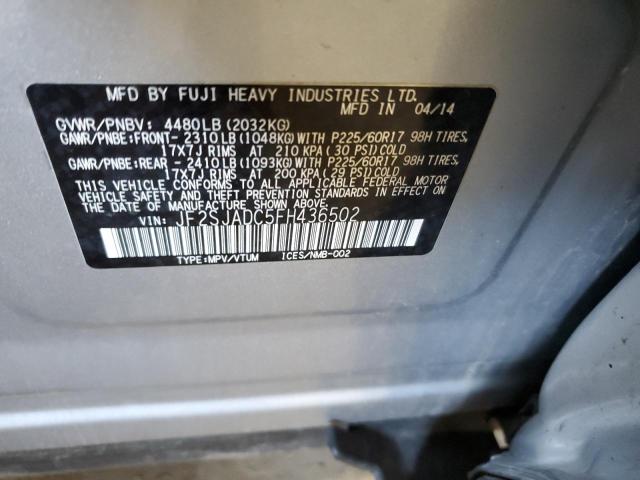 MFD BY FUJI HEAVY INDUSTRIES LTD.
MFD IN 04/14
GVWR/PNBV: 4480LB(2032KG)
GAWR/PNBE:FRONT-2310LB(1048KG)WITH P225/60R17 98H TIRES,
17X7J RIMS AT 210 KPA(30 PSI)COLD
GAWR/PNBE:REAR -2410LB(1093KG)WITH P225/60R17 98H TIRES,
17X7J RIMS AT 200 KPA(29 PSI)COLD
THIS VEHICLE CONFORMS TO ALL APPLICABLE FEDERAL MOTOR
VEHICLE SAFETY AND THEFT PREVENTION STANDARDS IN EFFECT ON
THE DATE OF MANUFACTURE SHOWN ABOVE.
VIN: JF2SJADC5FH436502
TYPE:MPV/VTUM ICES/NMB-002